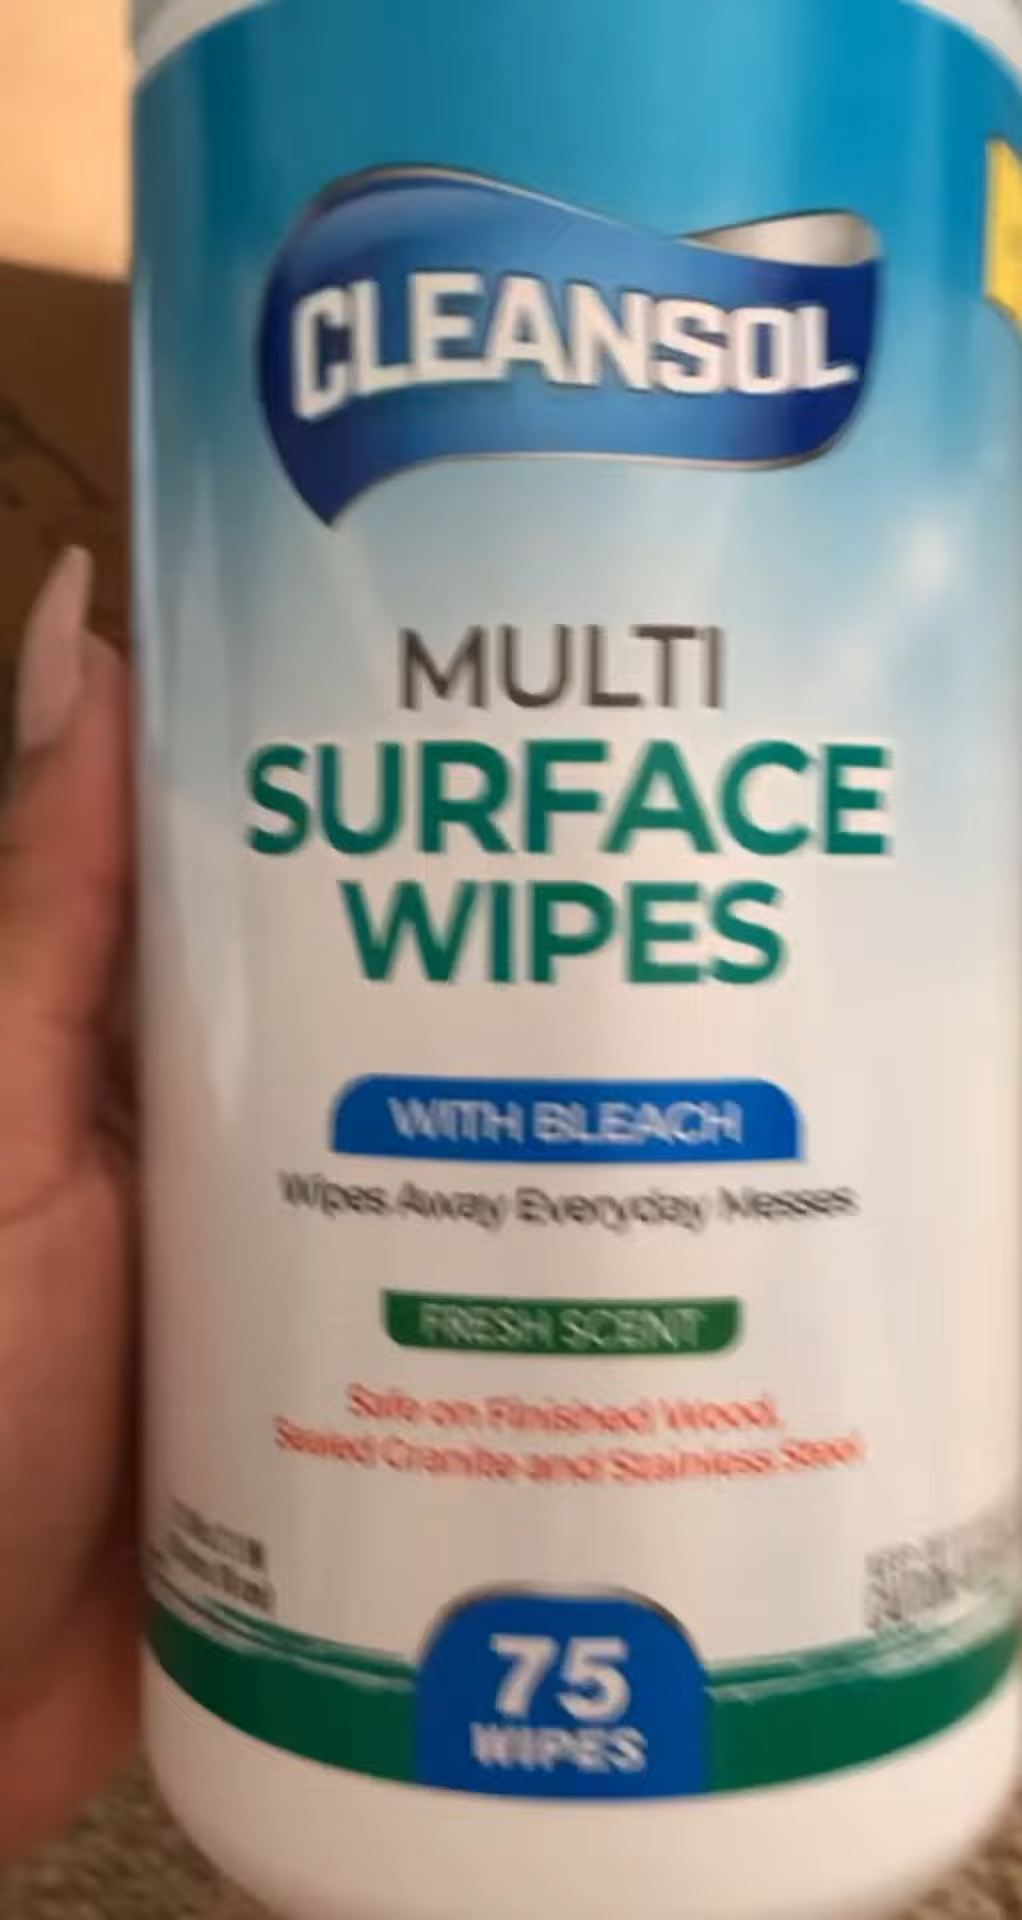 CLEANSOL
MULTI
SURFACE
WIPES
WITH BLEACH
Wipes Away Everyday Messes
FRESH SCENT
Safe on Finished Wood,
Sealed Granite and Stainless Steel
75
WIPES